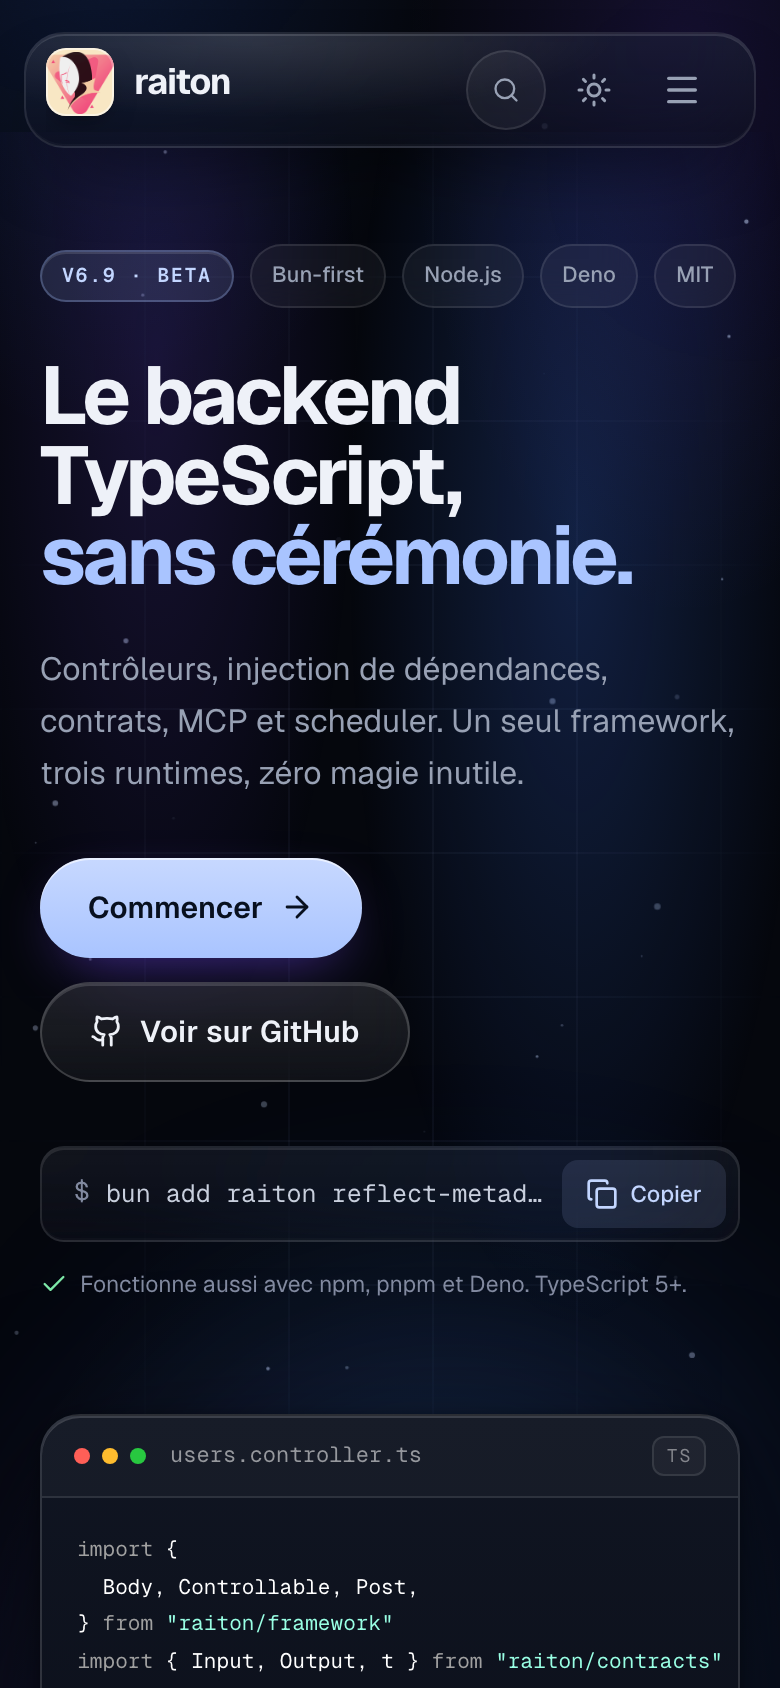 raiton
V6.9 · BETA
Bun-first
Node.js
Deno
MIT
Le backend
TypeScript,
sans cérémonie.
Contrôleurs, injection de dépendances,
contrats, MCP et scheduler. Un seul framework,
trois runtimes, zéro magie inutile.
Commencer →
Voir sur GitHub
$ bun add raiton reflect-metad…
Copier
Fonctionne aussi avec npm, pnpm et Deno. TypeScript 5+.
users.controller.ts
TS
import {
  Body, Controllable, Post,
} from "raiton/framework"
import { Input, Output, t } from "raiton/contracts"